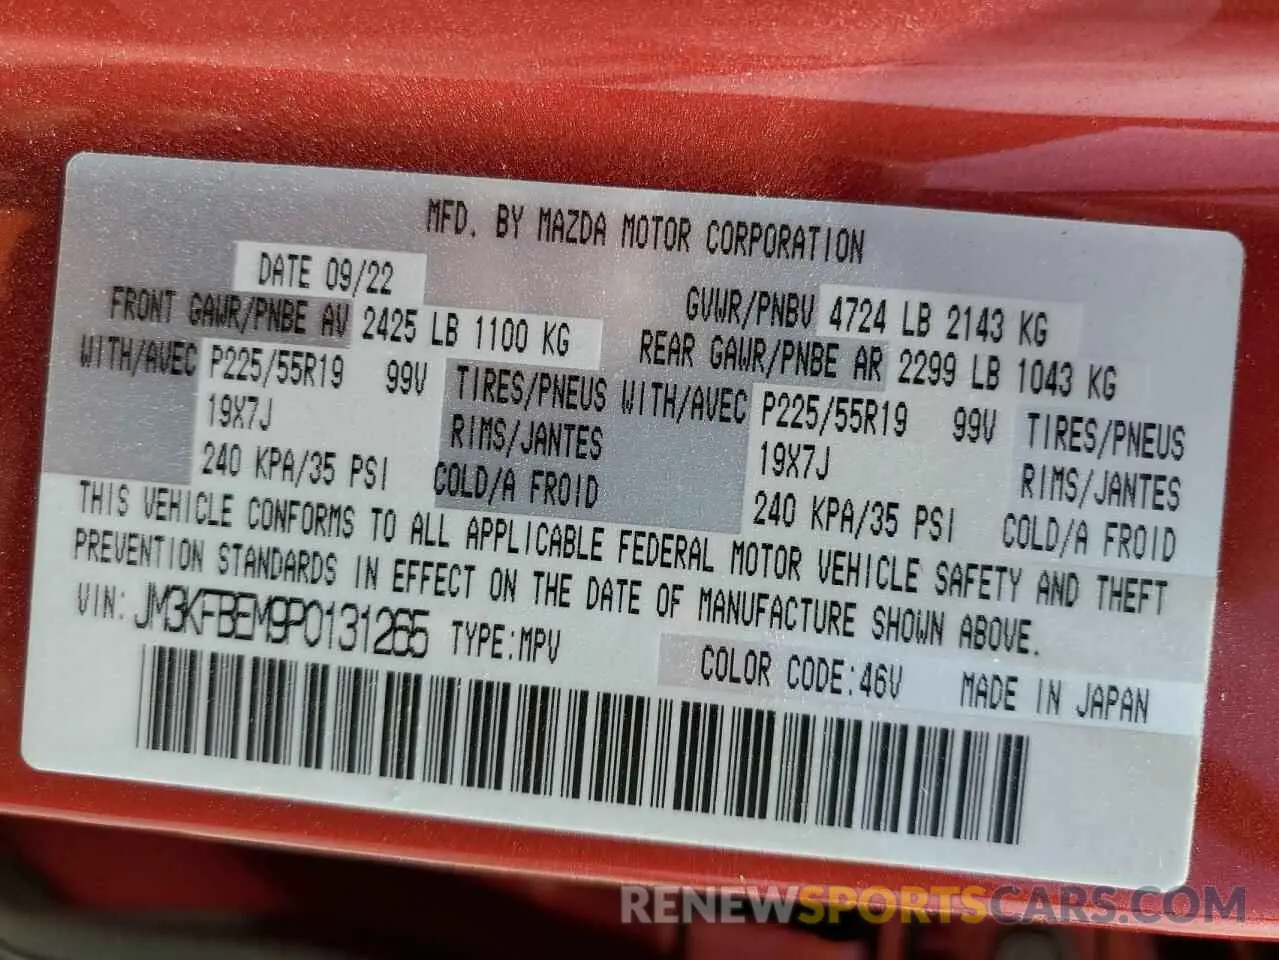 MFD. BY MAZDA MOTOR CORPORATION
DATE 09/22
GVWR/PNBV 4724 LB 2143 KG
FRONT GAWR/PNBE AV 2425 LB 1100 KG
REAR GAWR/PNBE AR 2299 LB 1043 KG
WITH/AVEC P225/55R19 99V TIRES/PNEUS WITH/AVEC P225/55R19 99V TIRES/PNEUS
19X7J RIMS/JANTES 19X7J RIMS/JANTES
240 KPA/35 PSI COLD/A FROID 240 KPA/35 PSI COLD/A FROID
THIS VEHICLE CONFORMS TO ALL APPLICABLE FEDERAL MOTOR VEHICLE SAFETY AND THEFT
PREVENTION STANDARDS IN EFFECT ON THE DATE OF MANUFACTURE SHOWN ABOVE.
VIN: JM3KFBEM9P0131265 TYPE:MPV
COLOR CODE:46V MADE IN JAPAN
RENEWSPORTSCARS.COM